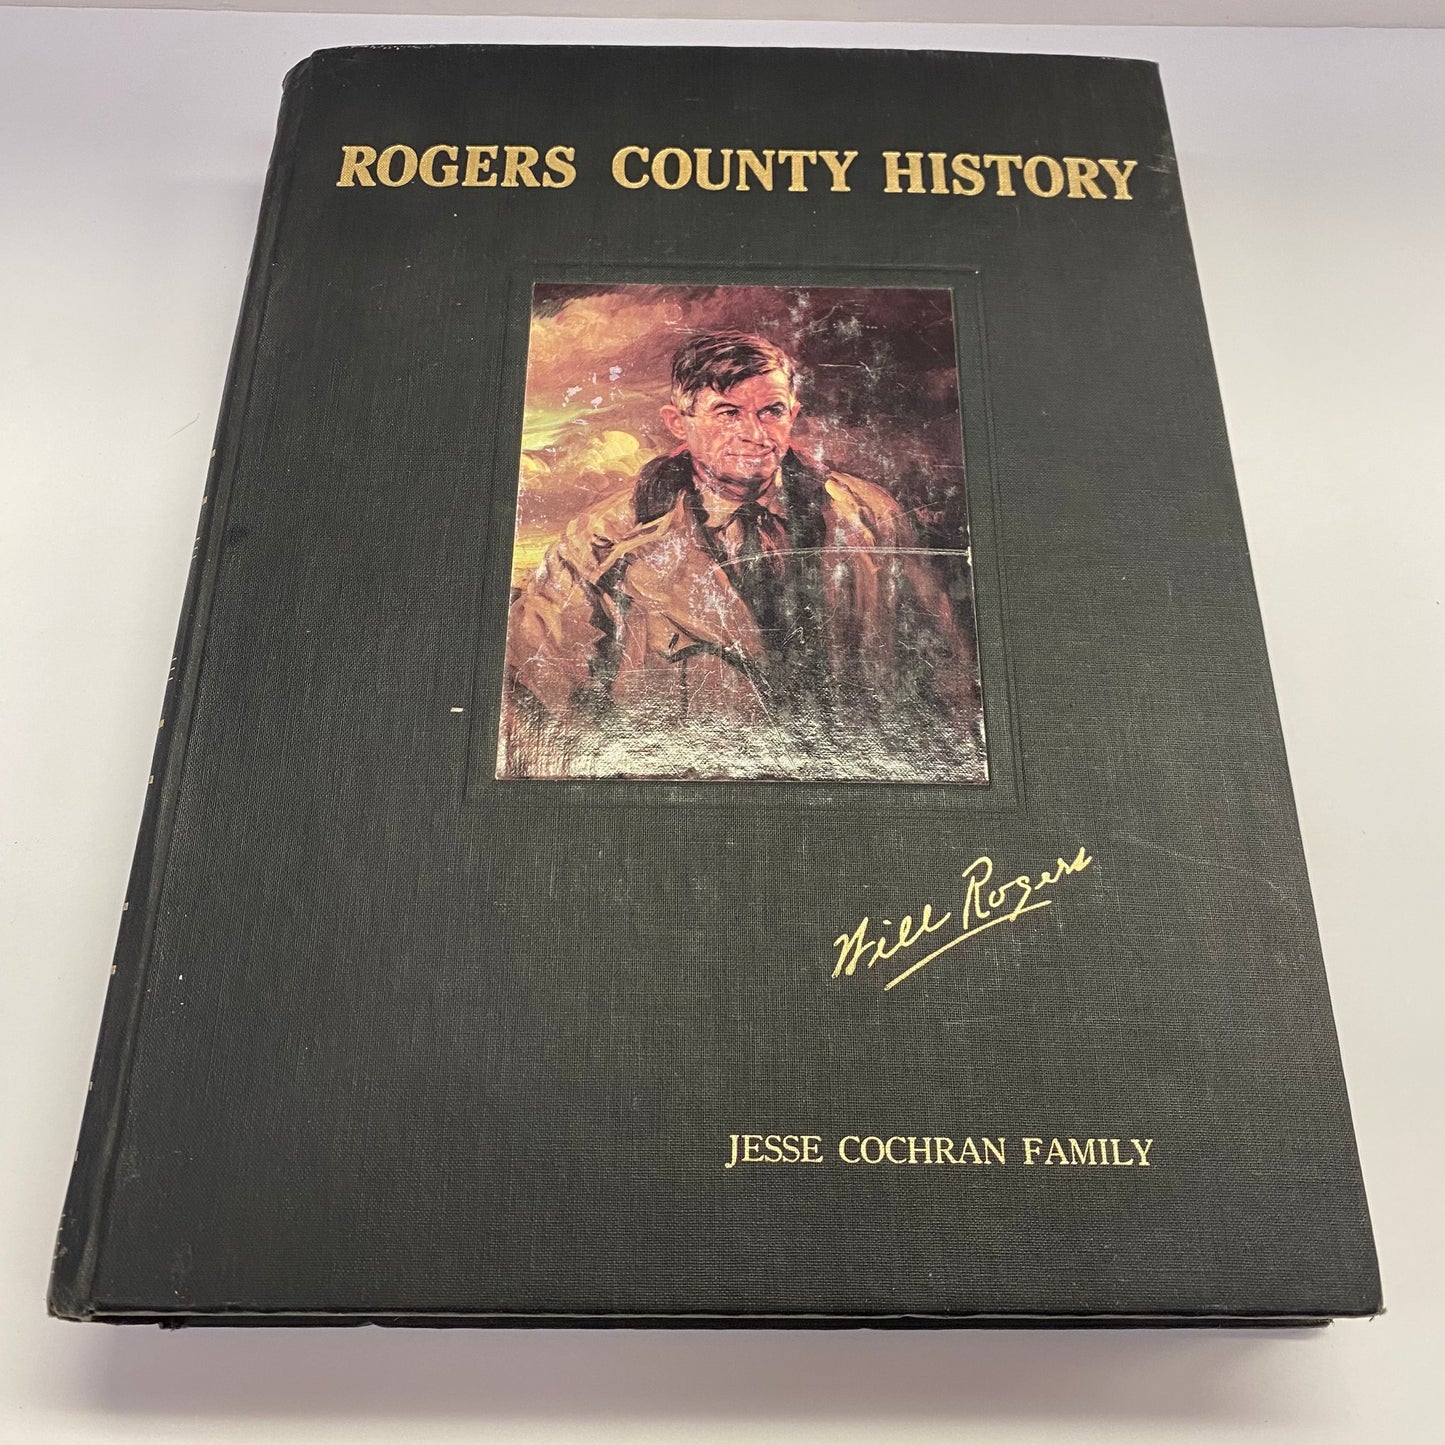 ROGERS COUNTY HISTORY
Will Rogers
JESSE COCHRAN FAMILY